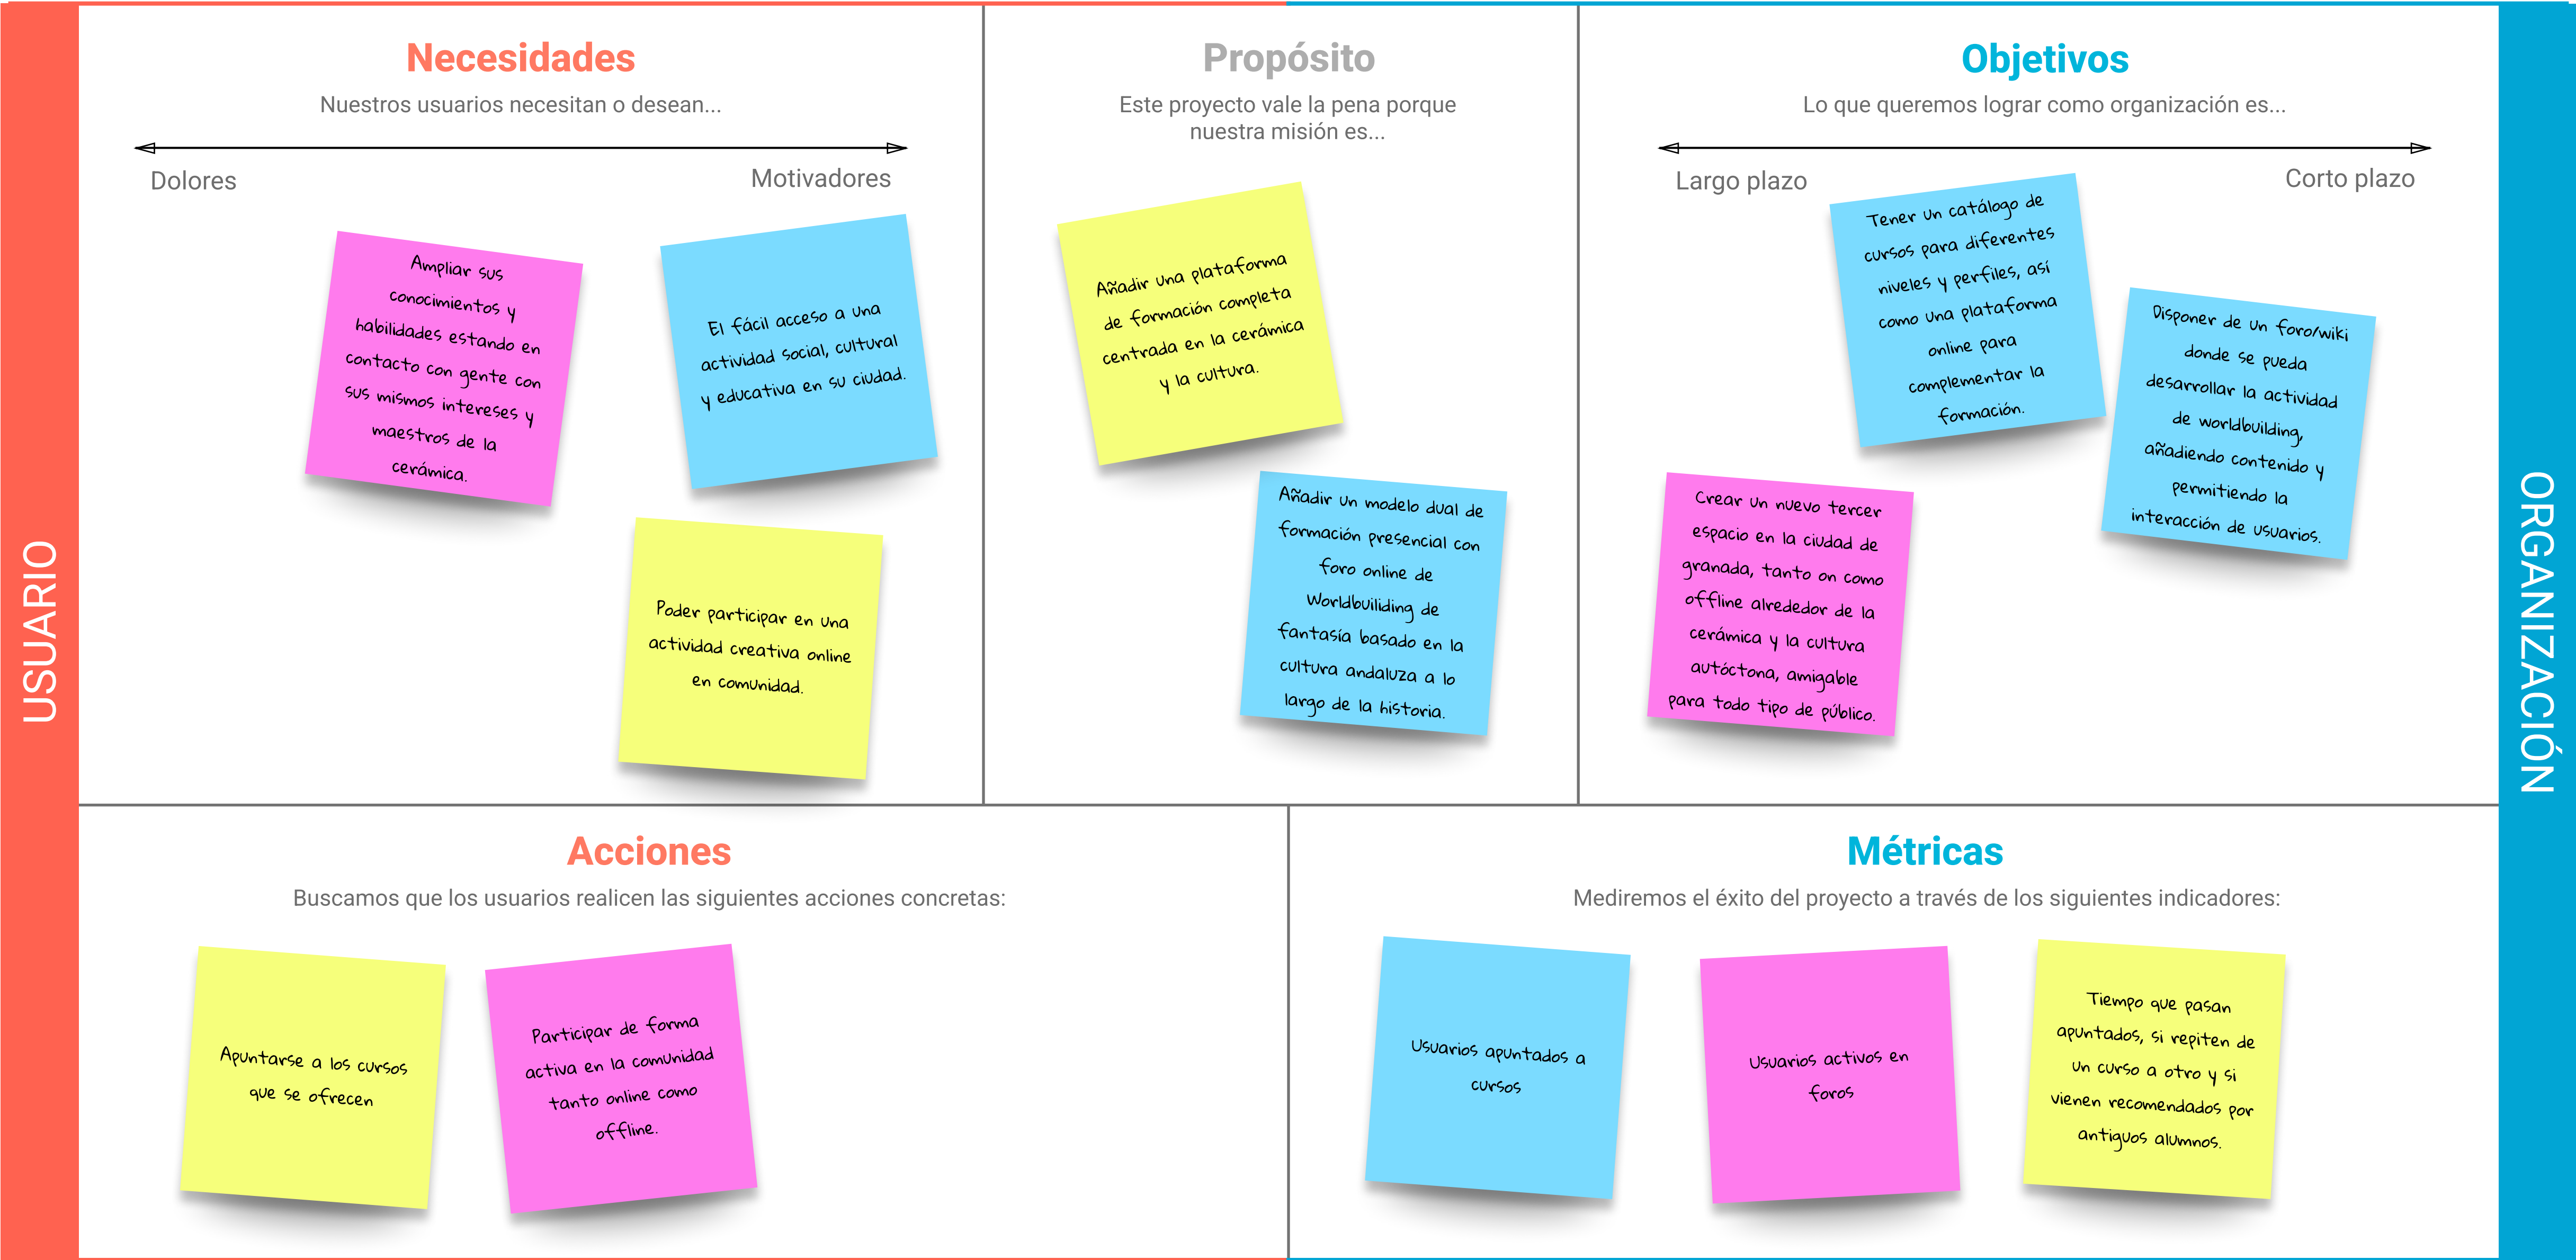 USUARIO
Necesidades
Nuestros usuarios necesitan o desean...
Dolores
Motivadores
Ampliar sus
conocimientos y
habilidades estando en
contacto con gente con
sus mismos intereses y
maestros de la
cerámica.
El fácil acceso a una
actividad social, cultural
y educativa en su ciudad.
Poder participar en una
actividad creativa online
en comunidad.
Propósito
Este proyecto vale la pena porque
nuestra misión es...
Añadir una plataforma
de formación completa
centrada en la cerámica
y la cultura.
Añadir un modelo dual de
formación presencial con
foro online de
Worldbuiliding de
fantasía basado en la
cultura andaluza a lo
largo de la historia.
Objetivos
Lo que queremos lograr como organización es...
Largo plazo
Corto plazo
Tener un catálogo de
cursos para diferentes
niveles y perfiles, así
como una plataforma
online para
complementar la
formación.
Disponer de un foro/wiki
donde se pueda
desarrollar la actividad
de worldbuilding,
añadiendo contenido y
permitiendo la
interacción de usuarios.
Crear un nuevo tercer
espacio en la ciudad de
granada, tanto on como
offline alrededor de la
cerámica y la cultura
autóctona, amigable
para todo tipo de público.
ORGANIZACIÓN
Acciones
Buscamos que los usuarios realicen las siguientes acciones concretas:
Apuntarse a los cursos
que se ofrecen
Participar de forma
activa en la comunidad
tanto online como
offline.
Métricas
Mediremos el éxito del proyecto a través de los siguientes indicadores:
Usuarios apuntados a
cursos
Usuarios activos en
foros
Tiempo que pasan
apuntados, si repiten de
un curso a otro y si
vienen recomendados por
antiguos alumnos.